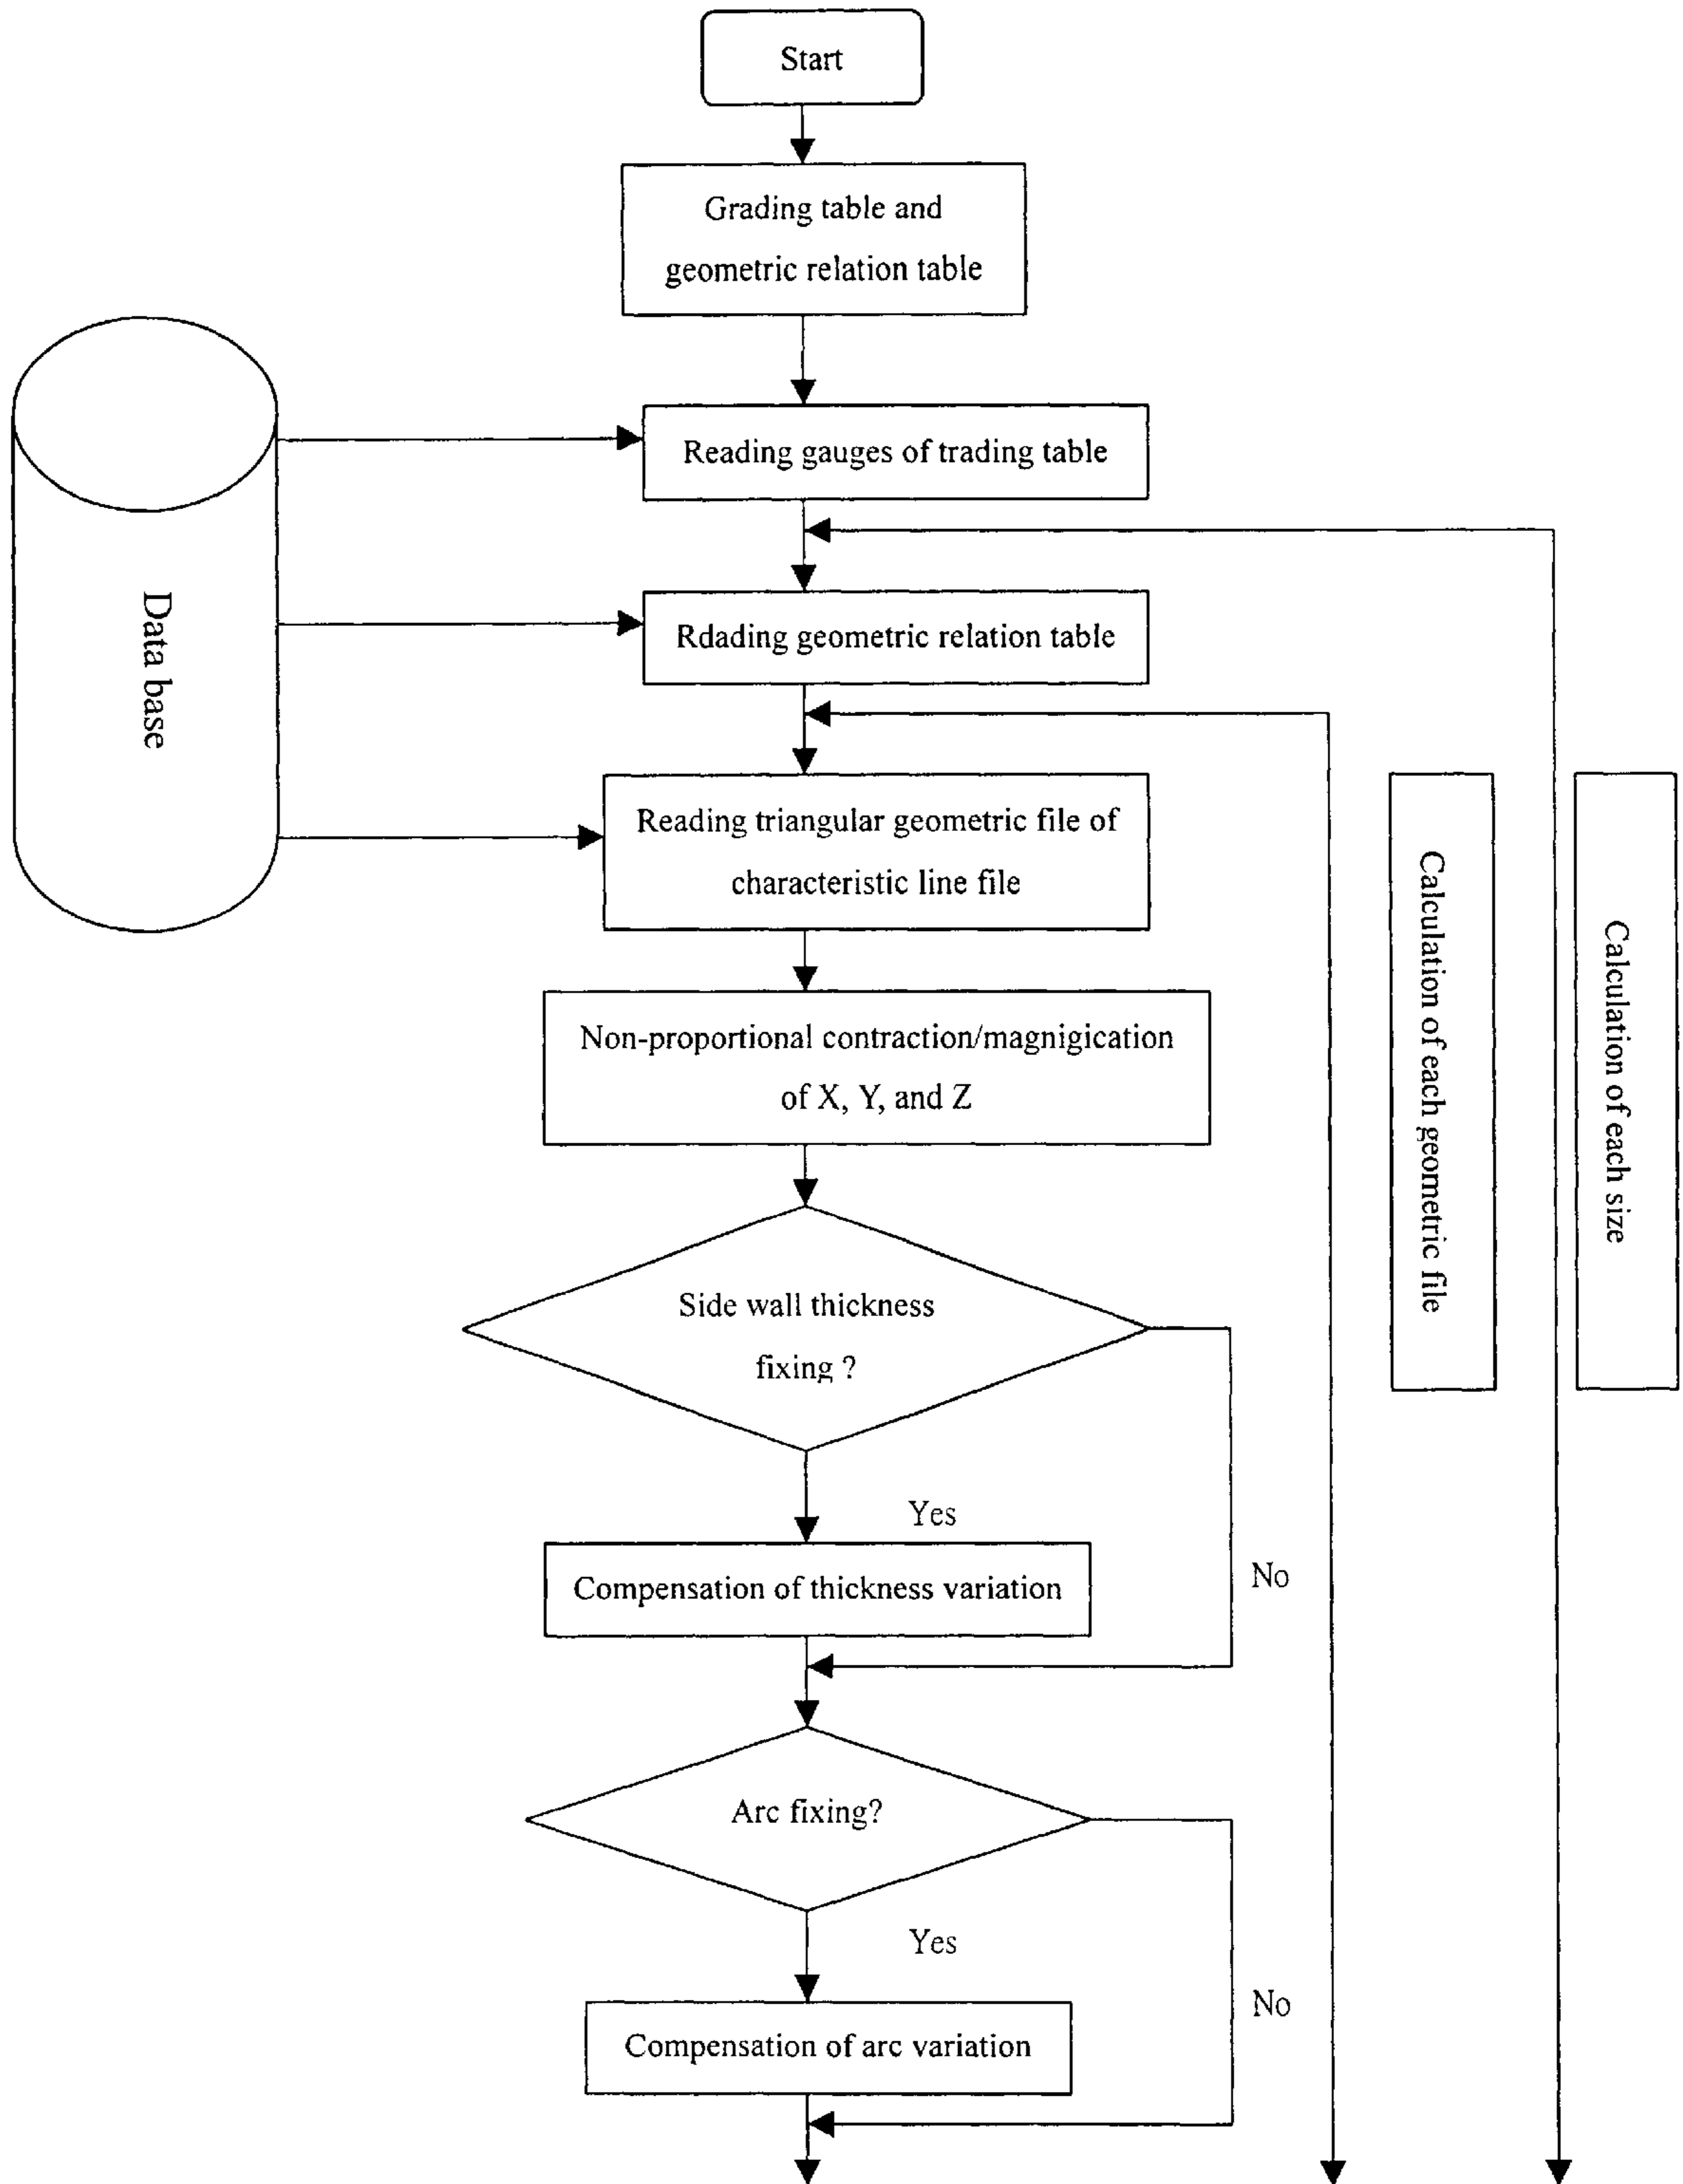 Start
Grading table and
geometric relation table
Reading gauges of trading table
Rdading geometric relation table
Data base
Reading triangular geometric file of
characteristic line file
Calculation of each geometric file
Calculation of each size
Non-proportional contraction/magnigication
of X, Y, and Z
Side wall thickness
fixing ?
Yes
No
Compensation of thickness variation
Arc fixing?
Yes
No
Compensation of arc variation